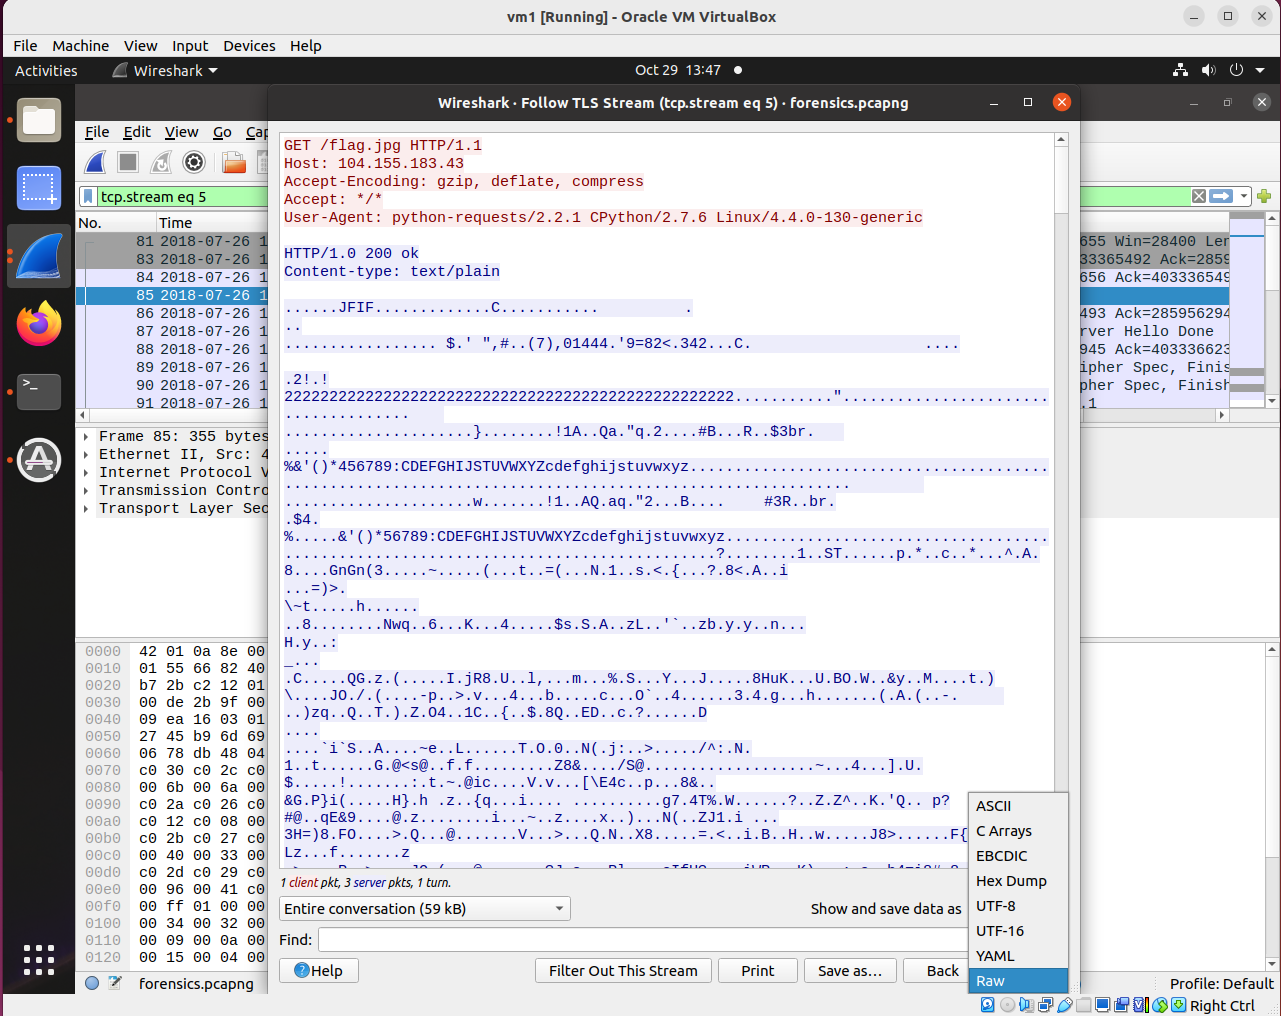 vm1 [Running] - Oracle VM VirtualBox
File Machine View Input Devices Help
Activities Wireshark Oct 29 13:47
Wireshark · Follow TLS Stream (tcp.stream eq 5) · forensics.pcapng
File Edit View Go Cap
tcp.stream eq 5
No. Time
81 2018-07-26 1 655 Win=28400 Len
83 2018-07-26 1 33365492 Ack=2859
84 2018-07-26 1 656 Ack=403336549
85 2018-07-26 1
86 2018-07-26 1 493 Ack=285956294
87 2018-07-26 1 rver Hello Done
88 2018-07-26 1 945 Ack=403336623
89 2018-07-26 1 ipher Spec, Finis
90 2018-07-26 1 pher Spec, Finish
91 2018-07-26 1 .1
Frame 85: 355 bytes
Ethernet II, Src: 4
Internet Protocol V
Transmission Contro
Transport Layer Sec
0000 42 01 0a 8e 00
0010 01 55 66 82 40
0020 b7 2b c2 12 01
0030 00 de 2b 9f 00
0040 09 ea 16 03 01
0050 27 45 b9 6d 69
0060 06 78 db 48 04
0070 c0 30 c0 2c c0
0080 00 6b 00 6a 00
0090 c0 2a c0 26 c0
00a0 c0 12 c0 08 00
00b0 c0 2b c0 27 c0
00c0 00 40 00 33 00
00d0 c0 2d c0 29 c0
00e0 00 96 00 41 c0
00f0 00 ff 01 00 00
0100 00 34 00 32 00
0110 00 09 00 0a 00
0120 00 15 00 04 00
GET /flag.jpg HTTP/1.1
Host: 104.155.183.43
Accept-Encoding: gzip, deflate, compress
Accept: */*
User-Agent: python-requests/2.2.1 CPython/2.7.6 Linux/4.4.0-130-generic
HTTP/1.0 200 ok
Content-type: text/plain
......JFIF.............C........... .
..
................. $.' ",#..(7),01444.'9=82<.342...C. ....
.2!.!
22222222222222222222222222222222222222222222222222...........".......................
..............
.....................}........!1A..Qa."q.2....#B...R..$3br.
.....
%&'()*456789:CDEFGHIJSTUVWXYZcdefghijstuvwxyz........................................
...............................................................
.....................w.......!1..AQ.aq."2...B.... #3R..br.
.$4.
%.....&'()*56789:CDEFGHIJSTUVWXYZcdefghijstuvwxyz....................................
................................................?........1..ST......p.*..c..*...^.A.
8....GnGn(3.....~.....(...t..=(...N.1..s.<.{...?.8<.A..i
...=)>.
\~t.....h......
..8........Nwq..6...K...4.....$s.S.A..zL..'`..zb.y.y..n...
H.y..:
_...
.C.....QG.z.(.....I.jR8.U..l,...m...%.S...Y...J.....8HuK...U.BO.W..&y..M....t.)
\....JO./.(....-p..>.v...4...b.....c...O`..4......3.4.g...h.......(.A.(..-.
..)zq..Q..T.).Z.O4..1C..{..$.8Q..ED..c.?......D
....
....`i`S..A....~e..L......T.O.0..N(.j:..>...../^:.N.
1..t......G.@<s@..f.f.........Z8&..../S@...................~...4...].U.
$.....!.......:.t.~.@ic....V.v...[\E4c..p...8&..
&G.P}i(.....H}.h .z..{q...i.... ..........g7.4T%.W......?..Z.Z^..K.'Q.. p?
#@..qE&9....@.z........i...~..z....x..)...N(..ZJ1.i ...
3H=)8.FO....>.Q...@.......V...>...Q.N..X8.....=.<..i.B..H..w.....J8>......F{
Lz...f.......z
1 client pkt, 3 server pkts, 1 turn.
Entire conversation (59 kB)
Show and save data as
Find:
Help
Filter Out This Stream
Print
Save as…
Back
ASCII
C Arrays
EBCDIC
Hex Dump
UTF-8
UTF-16
YAML
Raw
forensics.pcapng
Profile: Default
Right Ctrl